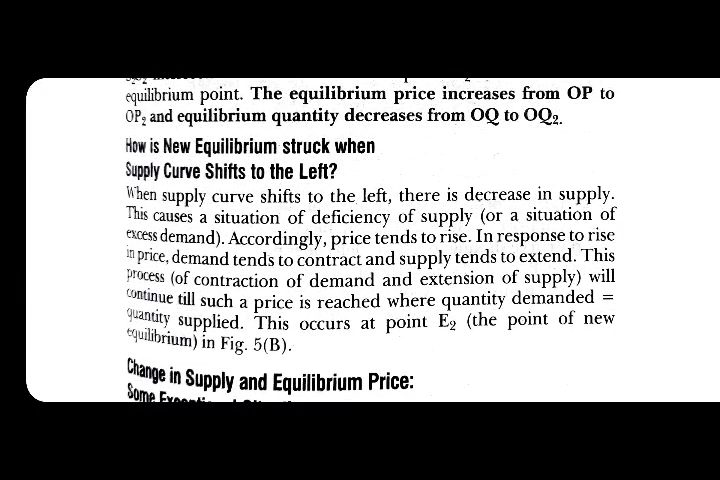 equilibrium point. The equilibrium price increases from OP to
OP₂ and equilibrium quantity decreases from OQ to OQ₂.
How is New Equilibrium struck when
Supply Curve Shifts to the Left?
When supply curve shifts to the left, there is decrease in supply.
This causes a situation of deficiency of supply (or a situation of
excess demand). Accordingly, price tends to rise. In response to rise
in price, demand tends to contract and supply tends to extend. This
process (of contraction of demand and extension of supply) will
continue till such a price is reached where quantity demanded =
quantity supplied. This occurs at point E₂ (the point of new
equilibrium) in Fig. 5(B).
Change in Supply and Equilibrium Price:
Some